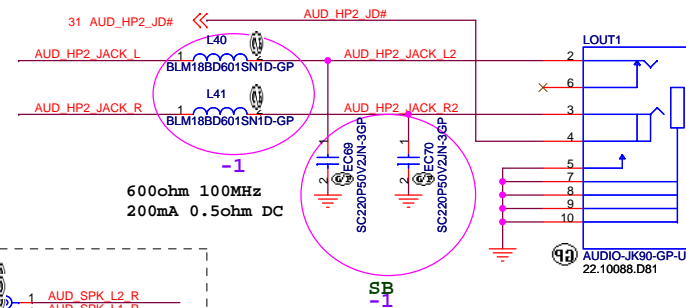 31 AUD_HP2_JD#
AUD_HP2_JD#
L40
LOUT1
AUD_HP2_JACK_L
1
2
AUD_HP2_JACK_L2
2
BLM18BD601SN1D-GP
6
L41
AUD_HP2_JACK_R
1
2
AUD_HP2_JACK_R2
3
BLM18BD601SN1D-GP
4
-1
1
2
EC69
SC220P50V2JN-3GP
1
2
EC70
SC220P50V2JN-3GP
5
7
8
9
10
600ohm 100MHz
200mA 0.5ohm DC
AUDIO-JK90-GP-U
22.10088.D81
SB
-1
1
AUD_SPK_L2_R
AUD_SPK_L1_R